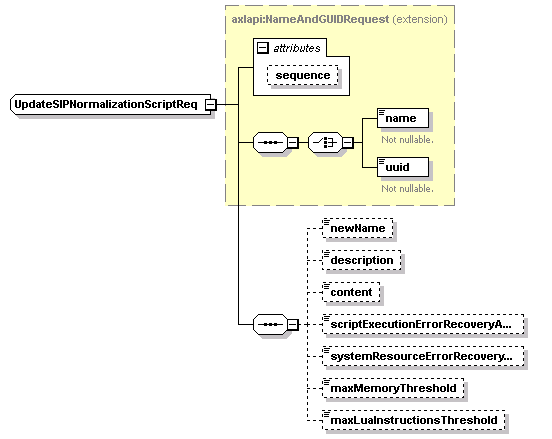 axlapi:NameAndGUIDRequest (extension)
attributes
sequence
UpdateSIPNormalizationScriptReq
name
Not nullable.
uuid
Not nullable.
newName
description
content
scriptExecutionErrorRecoveryA...
systemResourceErrorRecovery...
maxMemoryThreshold
maxLuaInstructionsThreshold